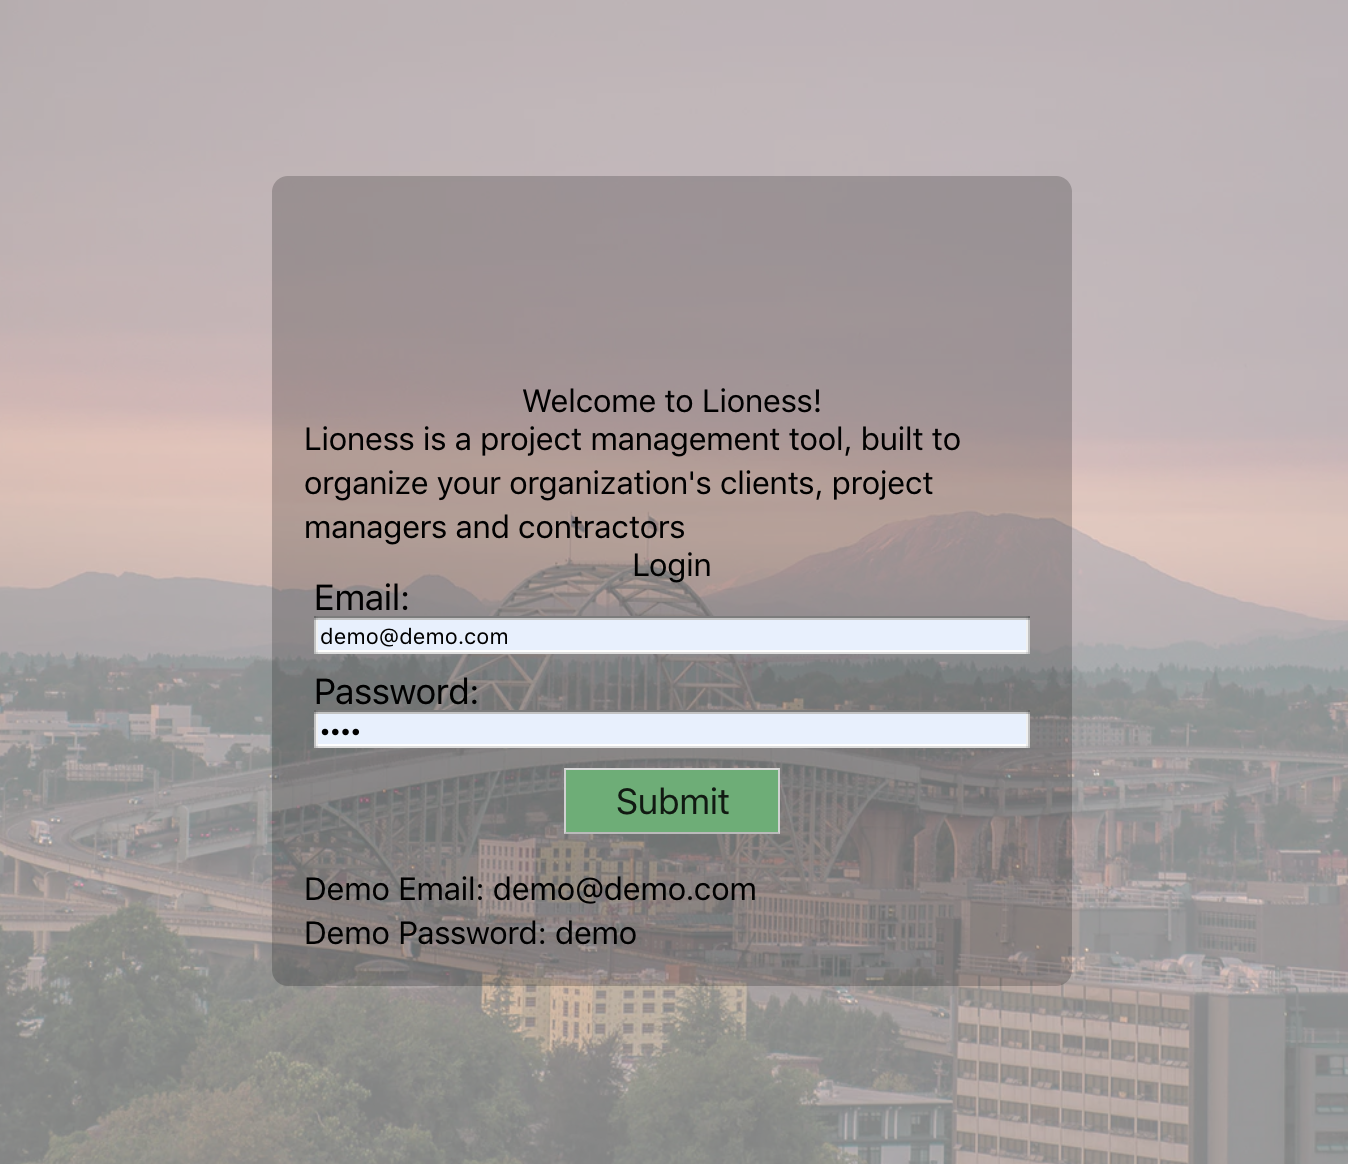 Welcome to Lioness!
Lioness is a project management tool, built to
organize your organization's clients, project
managers and contractors
Login
Email:
demo@demo.com
Password:
••••
Submit
Demo Email: demo@demo.com
Demo Password: demo